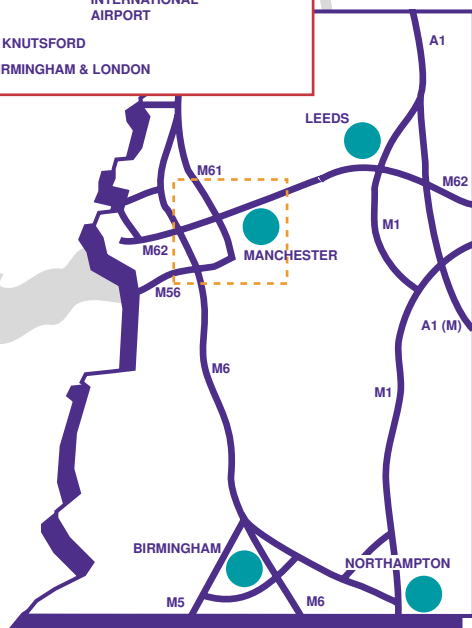 INTERNATIONAL
AIRPORT
KNUTSFORD
RMINGHAM & LONDON
A1
LEEDS
M61
M62
M1
MANCHESTER
M62
M56
A1 (M)
M6
M1
BIRMINGHAM
NORTHAMPTON
M5
M6